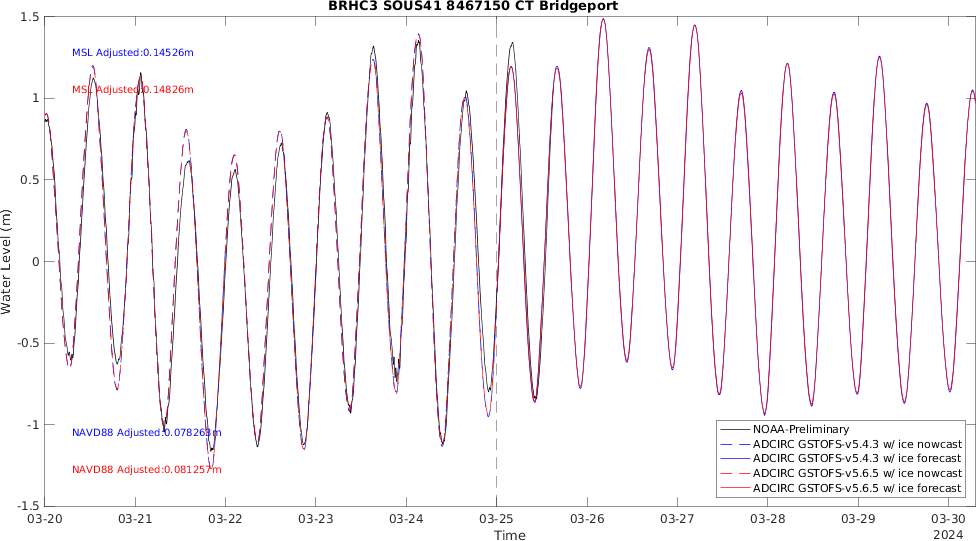 BRHC3 SOUS41 8467150 CT Bridgeport
1.5
1
0.5
0
-0.5
-1
-1.5
Water Level (m)
MSL Adjusted:0.14526m
MSL Adjusted:0.14826m
NAVD88 Adjusted:0.078263m
NAVD88 Adjusted:0.081257m
NOAA-Preliminary
ADCIRC GSTOFS-v5.4.3 w/ ice nowcast
ADCIRC GSTOFS-v5.4.3 w/ ice forecast
ADCIRC GSTOFS-v5.6.5 w/ ice nowcast
ADCIRC GSTOFS-v5.6.5 w/ ice forecast
03-20 03-21 03-22 03-23 03-24 03-25 03-26 03-27 03-28 03-29 03-30
2024
Time